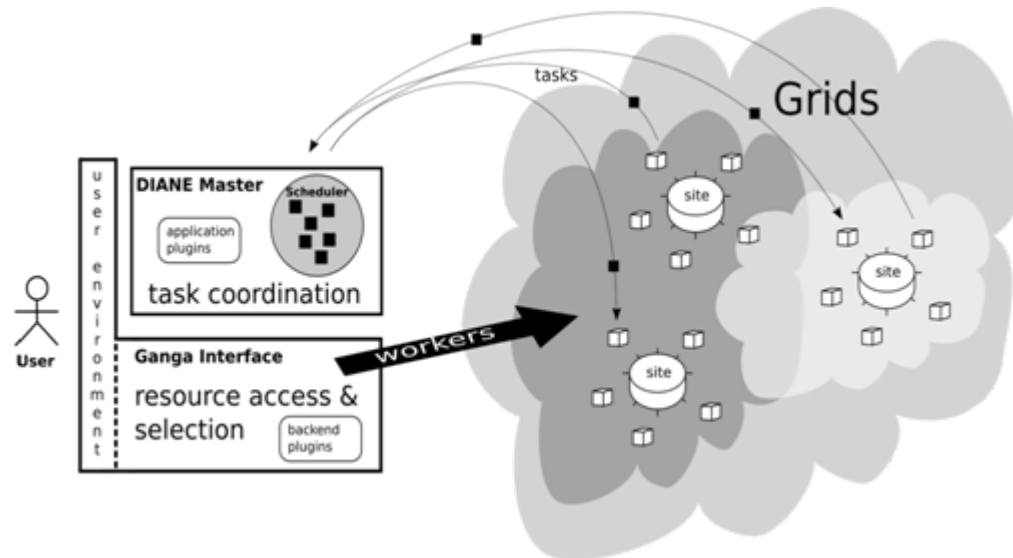 tasks
Grids
user environment
DIANE Master
Scheduler
application
plugins
task coordination
User
Ganga Interface
resource access &
selection
backend
plugins
workers
site
site
site